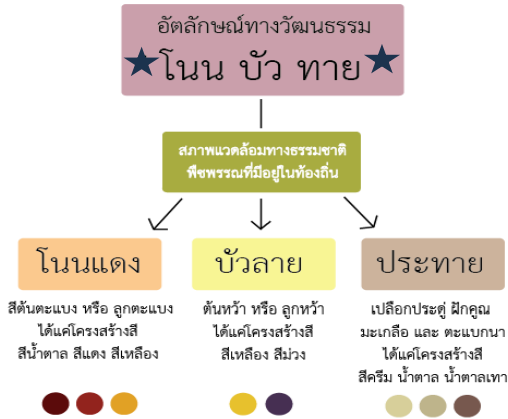 อัตลักษณ์ทางวัฒนธรรม
โนน บัว ทาย
สภาพแวดล้อมทางธรรมชาติ
พืชพรรณที่มีอยู่ในท้องถิ่น
โนนแดง
สีต้นตะแบง หรือ ลูกตะแบง
ได้แค่โครงสร้างสี
สีน้ำตาล สีแดง สีเหลือง
บัวลาย
ต้นหว้า หรือ ลูกหว้า
ได้แค่โครงสร้างสี
สีเหลือง สีม่วง
ประทาย
เปลือกประดู่ ฝักคูณ
มะเกลือ และ ตะแบกนา
ได้แค่โครงสร้างสี
สีครีม น้ำตาล น้ำตาลเทา